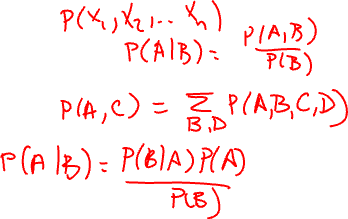 P(X₁, X₂, .. Xₙ)
P(A|B) = P(A,B) / P(B)
P(A,C) = Σ_{B,D} P(A,B,C,D)
P(A|B) = P(B|A)P(A) / P(B)